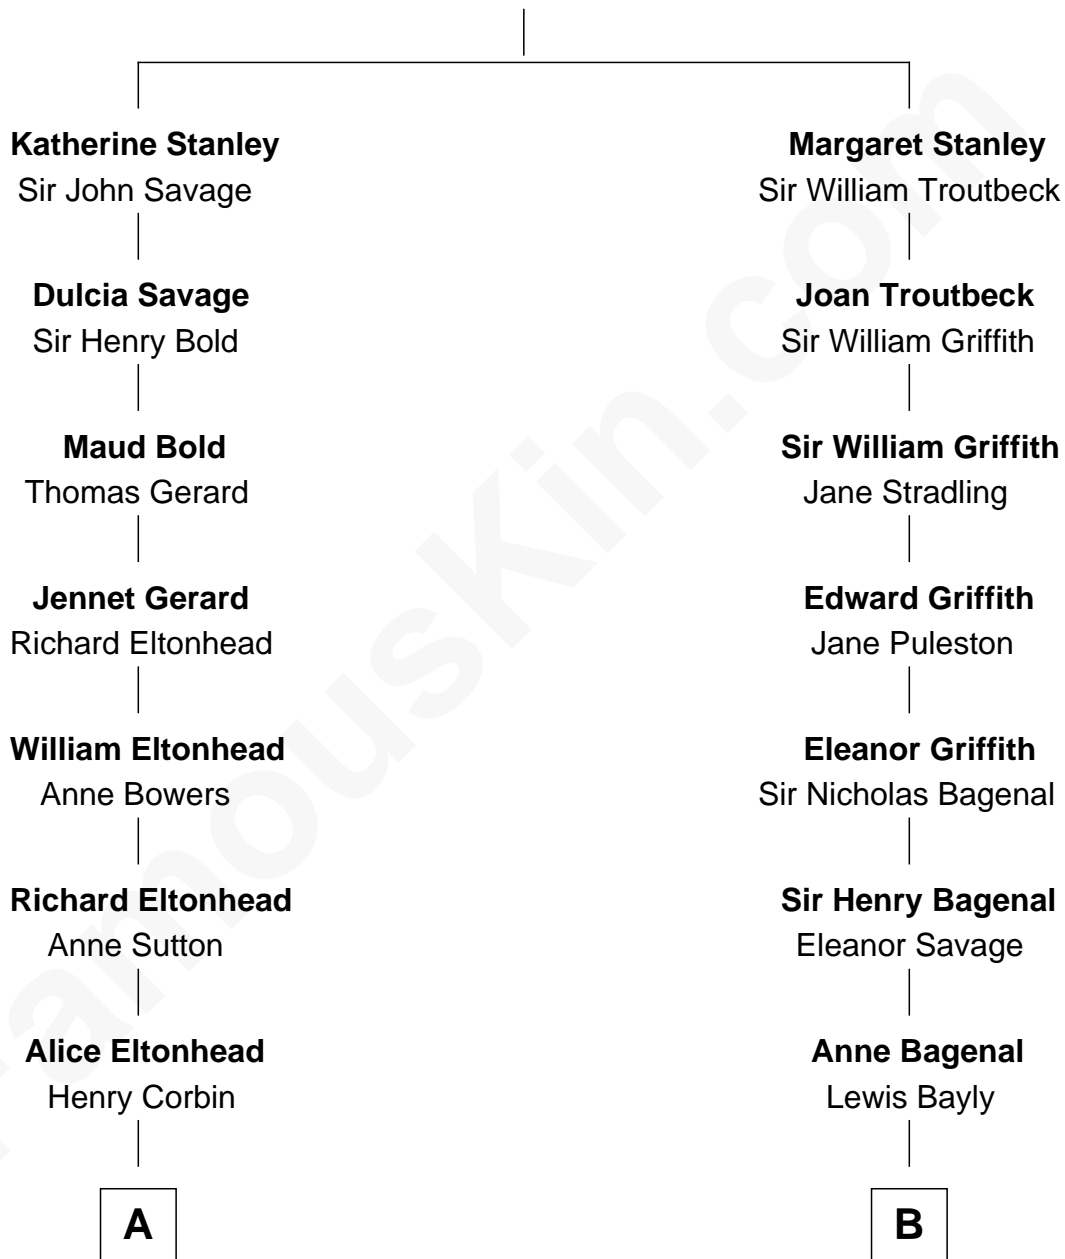 Katherine Stanley
Sir John Savage
Dulcia Savage
Sir Henry Bold
Maud Bold
Thomas Gerard
Jennet Gerard
Richard Eltonhead
William Eltonhead
Anne Bowers
Richard Eltonhead
Anne Sutton
Alice Eltonhead
Henry Corbin
A
Margaret Stanley
Sir William Troutbeck
Joan Troutbeck
Sir William Griffith
Sir William Griffith
Jane Stradling
Edward Griffith
Jane Puleston
Eleanor Griffith
Sir Nicholas Bagenal
Sir Henry Bagenal
Eleanor Savage
Anne Bagenal
Lewis Bayly
B
FamousKin.com